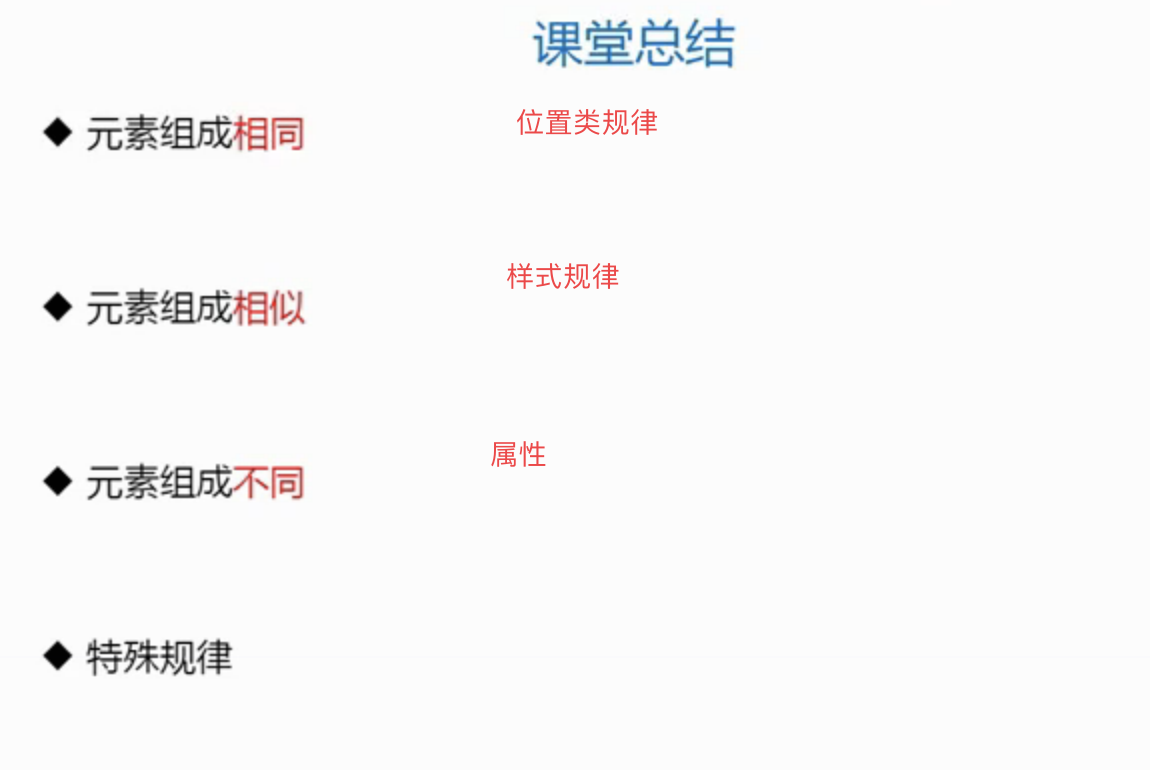 课堂总结
◆ 元素组成相同
位置类规律
◆ 元素组成相似
样式规律
◆ 元素组成不同
属性
◆ 特殊规律